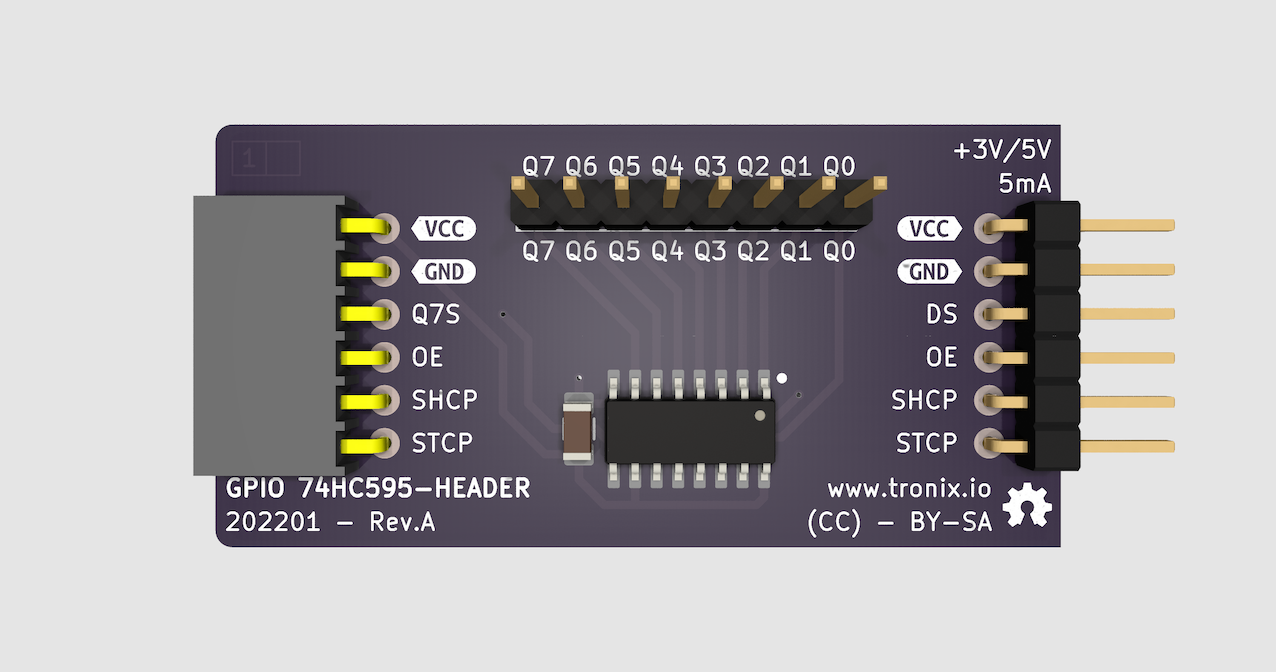 1
+3V/5V
5mA
Q7 Q6 Q5 Q4 Q3 Q2 Q1 Q0
Q7 Q6 Q5 Q4 Q3 Q2 Q1 Q0
VCC
GND
Q7S
OE
SHCP
STCP
VCC
GND
DS
OE
SHCP
STCP
GPIO 74HC595-HEADER
202201 - Rev.A
www.tronix.io
(CC) - BY-SA